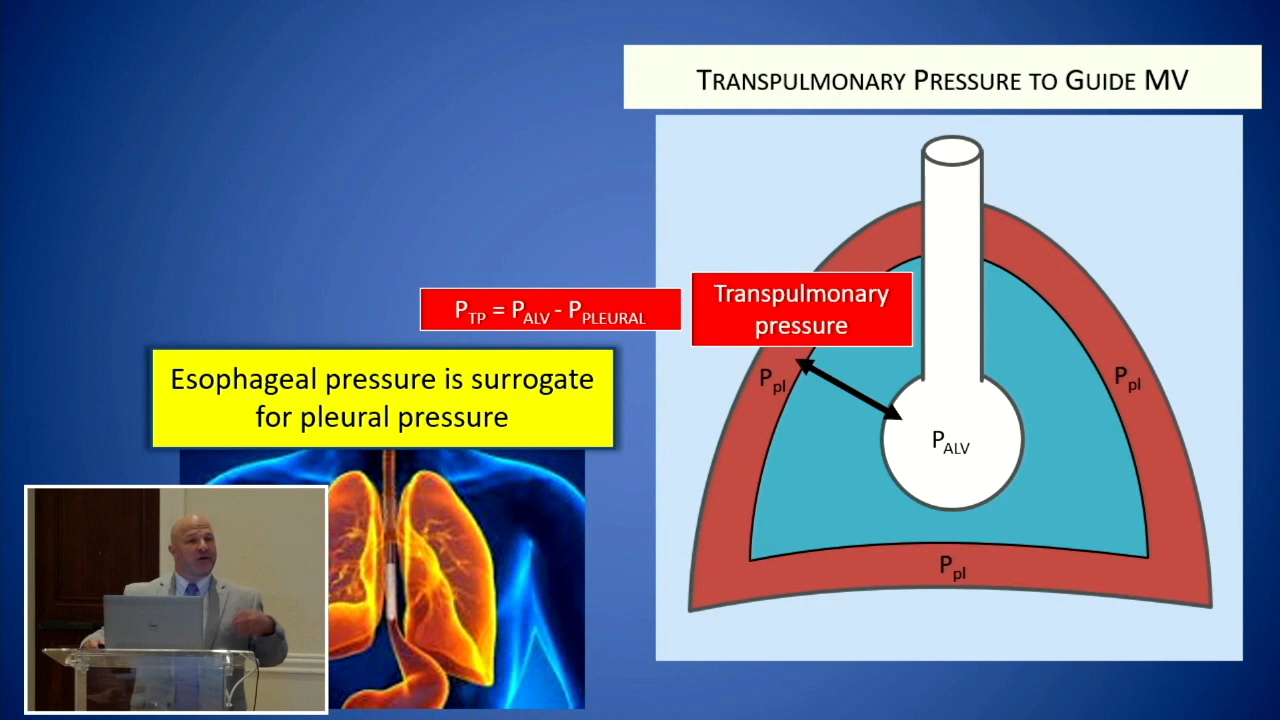 TRANSPULMONARY PRESSURE TO GUIDE MV
Transpulmonary
pressure
P_TP = P_ALV - P_PLEURAL
Esophageal pressure is surrogate
for pleural pressure
P_pl
P_pl
P_ALV
P_pl